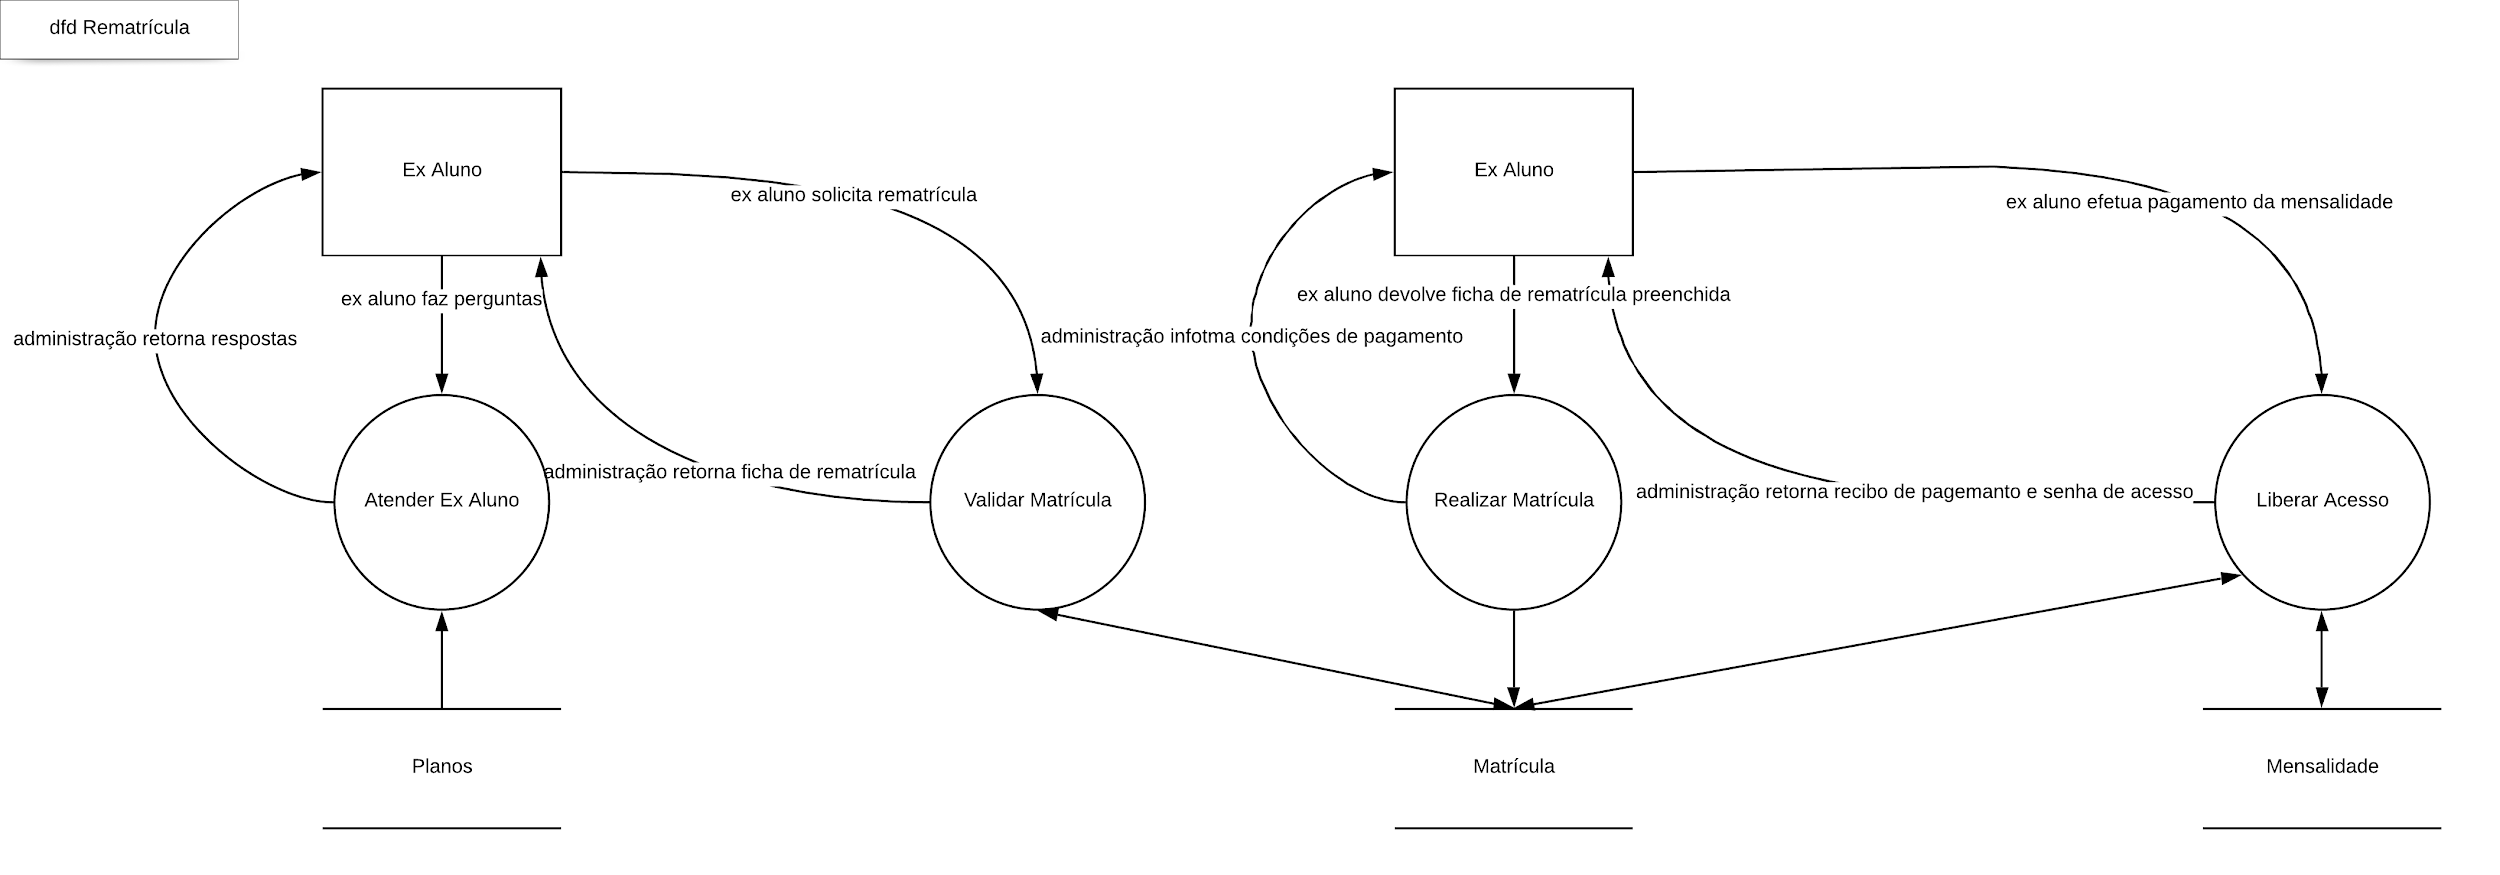 dfd Rematrícula
Ex Aluno
Ex Aluno
ex aluno solicita rematrícula
ex aluno efetua pagamento da mensalidade
ex aluno faz perguntas
ex aluno devolve ficha de rematrícula preenchida
administração retorna respostas
administração infotma condições de pagamento
administração retorna ficha de rematrícula
administração retorna recibo de pagemanto e senha de acesso
Atender Ex Aluno
Validar Matrícula
Realizar Matrícula
Liberar Acesso
Planos
Matrícula
Mensalidade